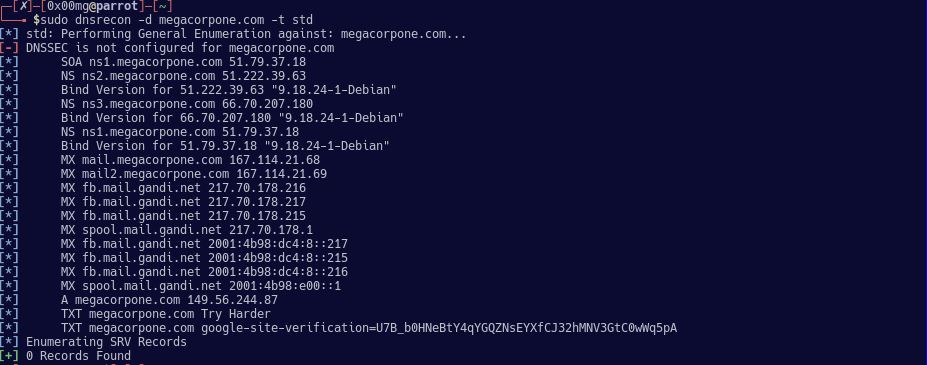 ┌─[✗]─[0x00mg@parrot]─[~]
└──╼ $sudo dnsrecon -d megacorpone.com -t std
[*] std: Performing General Enumeration against: megacorpone.com...
[-] DNSSEC is not configured for megacorpone.com
[*] SOA ns1.megacorpone.com 51.79.37.18
[*] NS ns2.megacorpone.com 51.222.39.63
[*] Bind Version for 51.222.39.63 "9.18.24-1-Debian"
[*] NS ns3.megacorpone.com 66.70.207.180
[*] Bind Version for 66.70.207.180 "9.18.24-1-Debian"
[*] NS ns1.megacorpone.com 51.79.37.18
[*] Bind Version for 51.79.37.18 "9.18.24-1-Debian"
[*] MX mail.megacorpone.com 167.114.21.68
[*] MX mail2.megacorpone.com 167.114.21.69
[*] MX fb.mail.gandi.net 217.70.178.216
[*] MX fb.mail.gandi.net 217.70.178.217
[*] MX fb.mail.gandi.net 217.70.178.215
[*] MX spool.mail.gandi.net 217.70.178.1
[*] MX fb.mail.gandi.net 2001:4b98:dc4:8::217
[*] MX fb.mail.gandi.net 2001:4b98:dc4:8::215
[*] MX fb.mail.gandi.net 2001:4b98:dc4:8::216
[*] MX spool.mail.gandi.net 2001:4b98:e00::1
[*] A megacorpone.com 149.56.244.87
[*] TXT megacorpone.com Try Harder
[*] TXT megacorpone.com google-site-verification=U7B_b0HNeBtY4qYGQZNsEYXfCJ32hMNV3GtC0wWq5pA
[*] Enumerating SRV Records
[+] 0 Records Found